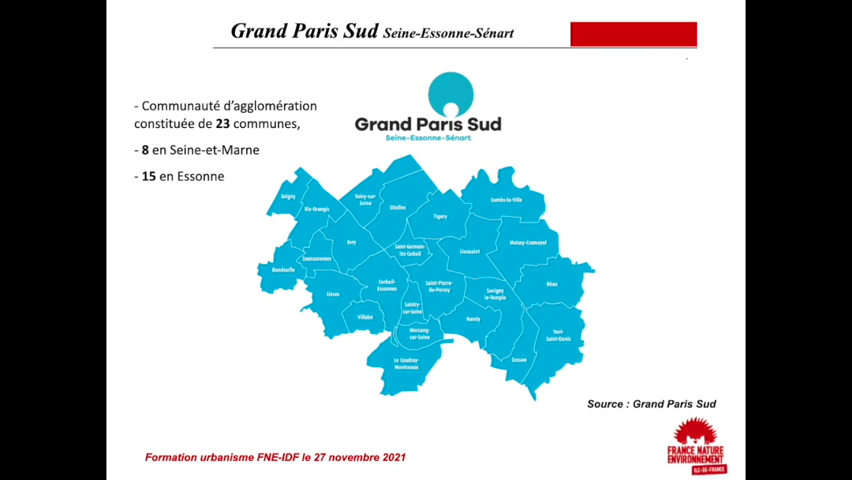 Grand Paris Sud Seine-Essonne-Sénart
- Communauté d'agglomération
constituée de 23 communes,
- 8 en Seine-et-Marne
- 15 en Essonne
Grand Paris Sud
Seine-Essonne-Sénart
Grigny
Ris-Orangis
Soisy-sur-
Seine
Etiolles
Tigery
Combs-la-Ville
Evry
Saint-Germain-
lès-Corbeil
Lieusaint
Moissy-Cramayel
Bondoufle
Courcouronnes
Lisses
Corbeil-
Essonnes
Saint-Pierre-
du-Perray
Savigny
le-Temple
Réau
Villabé
Saintry-
sur-Seine
Morsang-
sur-Seine
Nandy
Vert-
Saint-Denis
Cesson
Le Coudray-
Montceaux
Source : Grand Paris Sud
Formation urbanisme FNE-IDF le 27 novembre 2021
FRANCE NATURE
ENVIRONNEMENT
ILE-DE-FRANCE